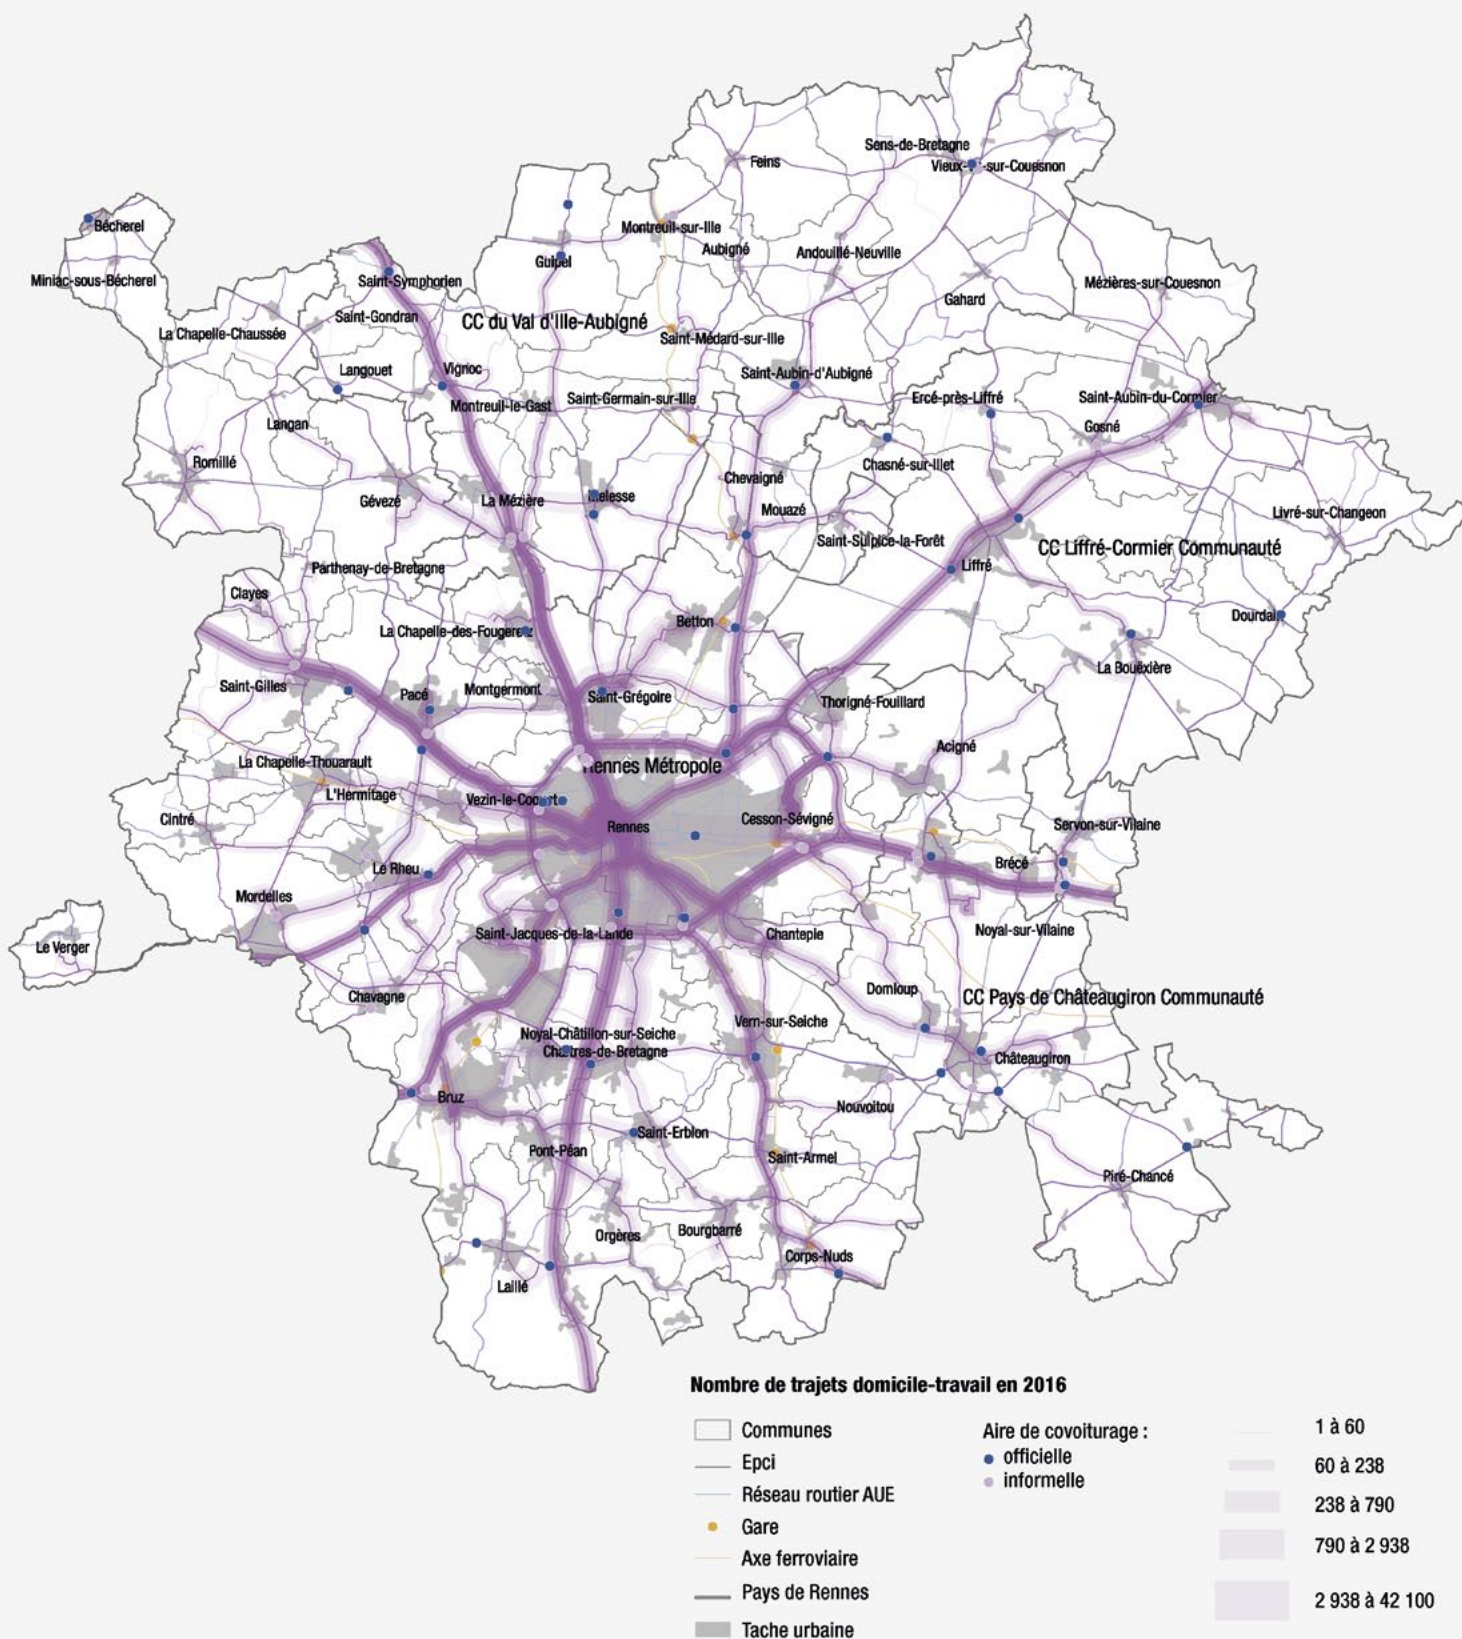 Sens-de-Bretagne
Feins
Vieux- -sur-Couesnon
Bécherel
Montreuil-sur-Ille
Aubigné
Andouillé-Neuville
Guipel
Miniac-sous-Bécherel
Saint-Symphorien
Mézières-sur-Couesnon
Gahard
Saint-Gondran
CC du Val d'Ille-Aubigné
La Chapelle-Chaussée
Saint-Médard-sur-Ille
Langouet
Vignoc
Saint-Aubin-d'Aubigné
Montreuil-le-Gast
Saint-Germain-sur-Ille
Ercé-près-Liffré
Saint-Aubin-du-Cormier
Langan
Gosné
Romillé
Chasné-sur-Illet
Chevaigné
Gévezé
La Mézière
Melesse
Mouazé
Livré-sur-Changeon
Saint-Sulpice-la-Forêt
CC Liffré-Cormier Communauté
Parthenay-de-Bretagne
Liffré
Clayes
Dourdain
Betton
La Chapelle-des-Fougeretz
La Bouëxière
Saint-Gilles
Pacé
Montgermont
Saint-Grégoire
Thorigné-Fouillard
Acigné
La Chapelle-Thouarault
Rennes Métropole
L'Hermitage
Vezin-le-Coquet
Cintré
Rennes
Cesson-Sévigné
Servon-sur-Vilaine
Le Rheu
Brécé
Mordelles
Le Verger
Saint-Jacques-de-la-Lande
Chantepie
Noyal-sur-Vilaine
Chavagne
Domloup
CC Pays de Châteaugiron Communauté
Vern-sur-Seiche
Noyal-Châtillon-sur-Seiche
Chartres-de-Bretagne
Châteaugiron
Bruz
Nouvoitou
Saint-Erblon
Pont-Péan
Saint-Armel
Piré-Chancé
Orgères
Bourgbarré
Corps-Nuds
Laillé
Nombre de trajets domicile-travail en 2016
Communes
Epci
Réseau routier AUE
Gare
Axe ferroviaire
Pays de Rennes
Tache urbaine
Aire de covoiturage :
officielle
informelle
1 à 60
60 à 238
238 à 790
790 à 2 938
2 938 à 42 100